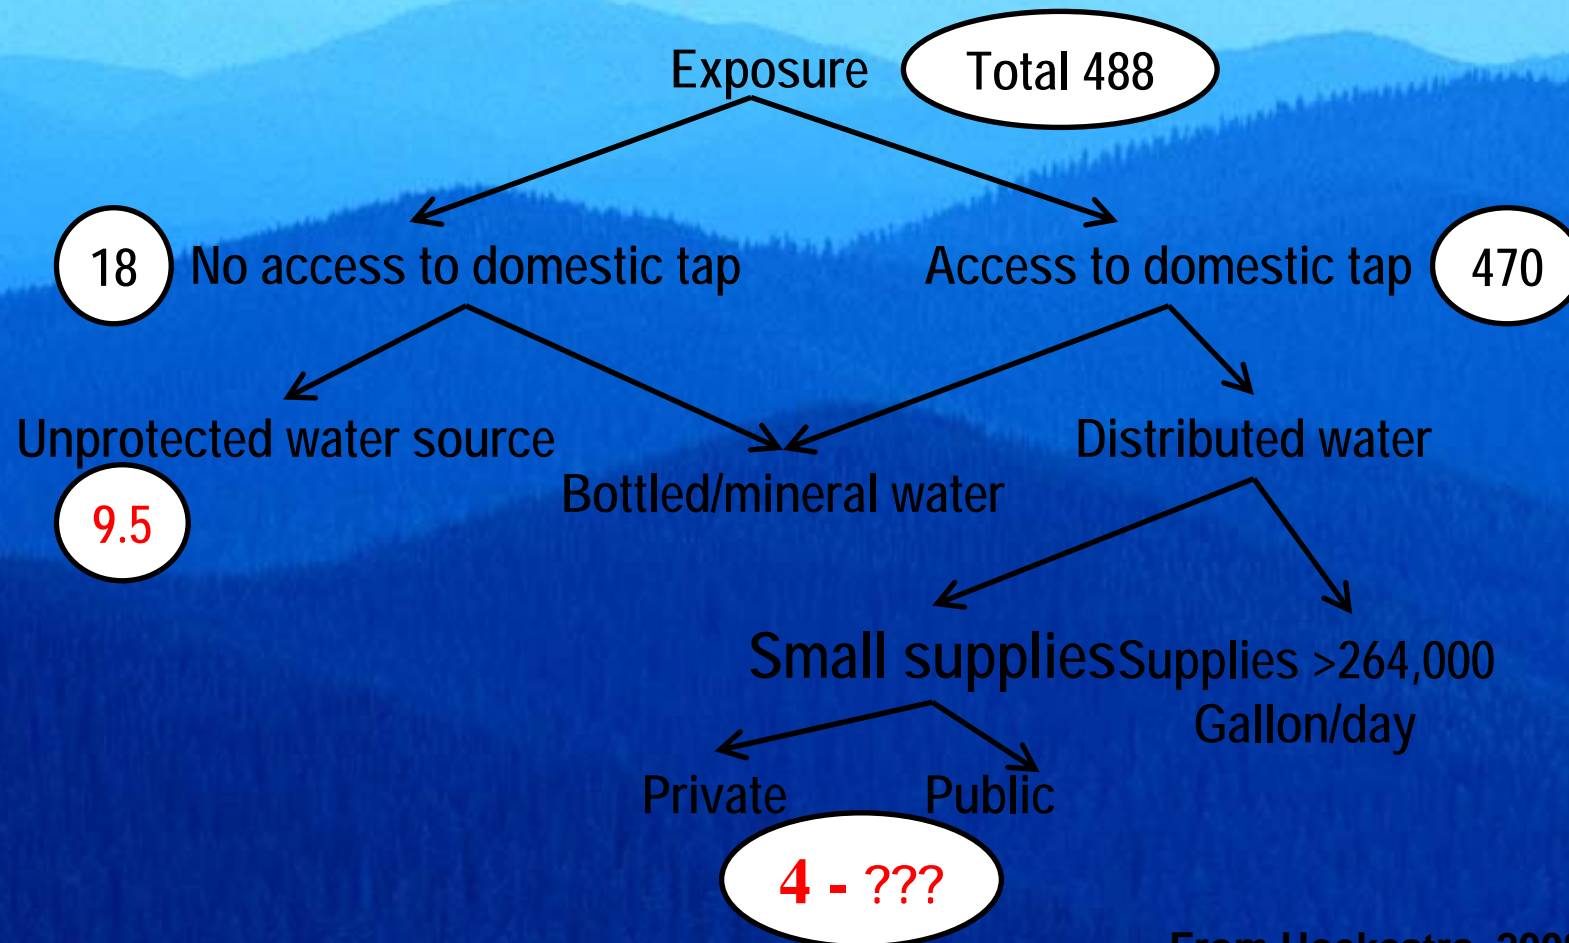 Exposure
Total 488
18
No access to domestic tap
Access to domestic tap
470
Unprotected water source
Distributed water
9.5
Bottled/mineral water
Small supplies
Supplies >264,000
Gallon/day
Private
Public
4 - ???
From